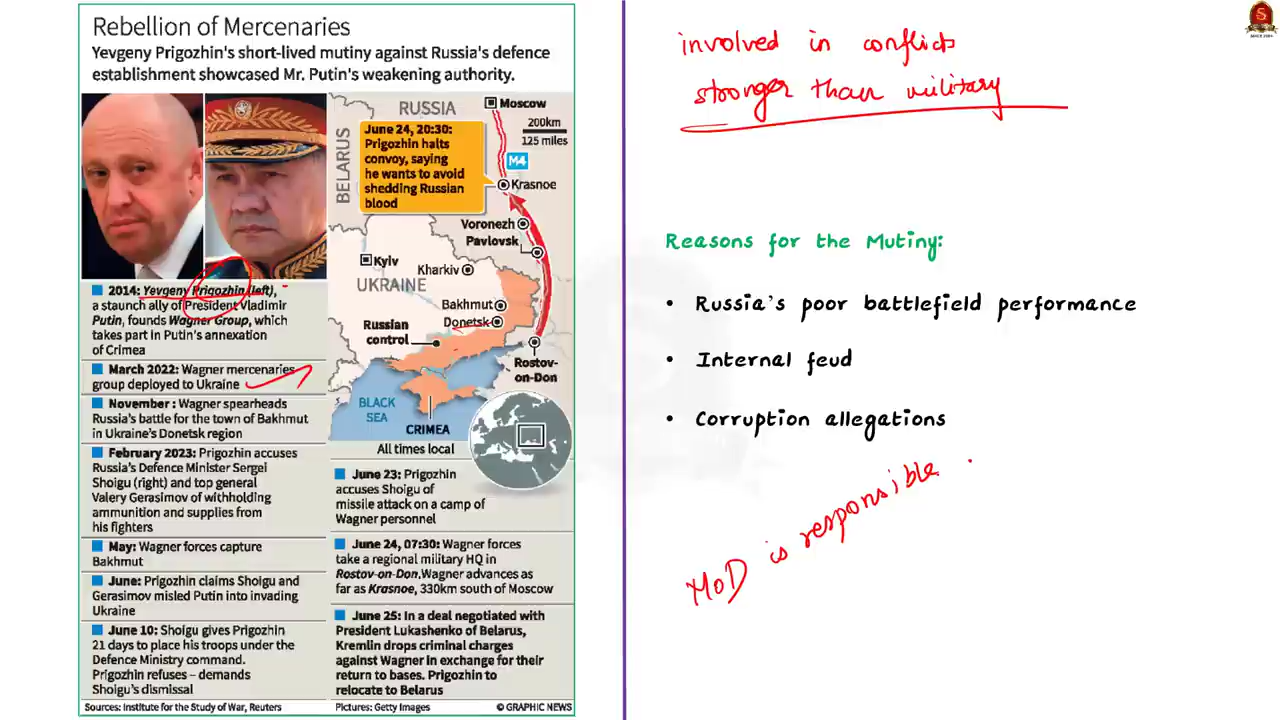 Rebellion of Mercenaries
Yevgeny Prigozhin's short-lived mutiny against Russia's defence
establishment showcased Mr. Putin's weakening authority.
RUSSIA
Moscow
200km
125 miles
BELARUS
June 24, 20:30:
Prigozhin halts
convoy, saying
he wants to avoid
shedding Russian
blood
M4
Krasnoe
Voronezh
Pavlovsk
Kyiv
Kharkiv
UKRAINE
Bakhmut
Donetsk
Russian
control
Rostov-
on-Don
BLACK
SEA
CRIMEA
All times local
2014: Yevgeny Prigozhin (left),
a staunch ally of President Vladimir
Putin, founds Wagner Group, which
takes part in Putin's annexation
of Crimea
March 2022: Wagner mercenaries
group deployed to Ukraine
November : Wagner spearheads
Russia's battle for the town of Bakhmut
in Ukraine's Donetsk region
February 2023: Prigozhin accuses
Russia's Defence Minister Sergei
Shoigu (right) and top general
Valery Gerasimov of withholding
ammunition and supplies from
his fighters
May: Wagner forces capture
Bakhmut
June: Prigozhin claims Shoigu and
Gerasimov misled Putin into invading
Ukraine
June 10: Shoigu gives Prigozhin
21 days to place his troops under the
Defence Ministry command.
Prigozhin refuses – demands
Shoigu's dismissal
June 23: Prigozhin
accuses Shoigu of
missile attack on a camp of
Wagner personnel
June 24, 07:30: Wagner forces
take a regional military HQ in
Rostov-on-Don. Wagner advances as
far as Krasnoe, 330km south of Moscow
June 25: In a deal negotiated with
President Lukashenko of Belarus,
Kremlin drops criminal charges
against Wagner in exchange for their
return to bases. Prigozhin to
relocate to Belarus
Sources: Institute for the Study of War, Reuters
Pictures: Getty Images
© GRAPHIC NEWS
involved in conflicts
stronger than military
Reasons for the Mutiny:
• Russia's poor battlefield performance
• Internal feud
• Corruption allegations
MoD is responsible